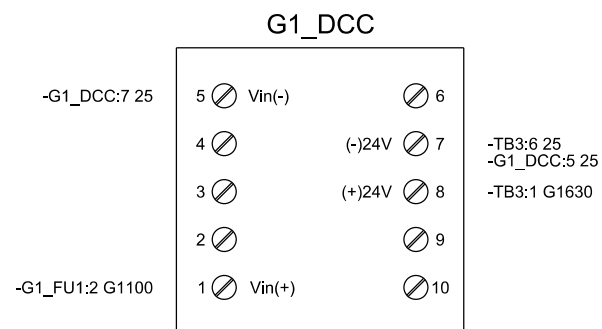 G1_DCC
-G1_DCC:7 25 5 Vin(-) 6
4 (-)24V 7 -TB3:6 25
-G1_DCC:5 25
3 (+)24V 8 -TB3:1 G1630
2 9
-G1_FU1:2 G1100 1 Vin(+) 10